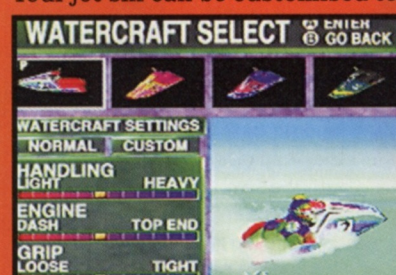 WATERCRAFT SELECT
A ENTER
B GO BACK
P
WATERCRAFT SETTINGS
NORMAL CUSTOM
HANDLING
LIGHT HEAVY
ENGINE
DASH TOP END
GRIP
LOOSE TIGHT